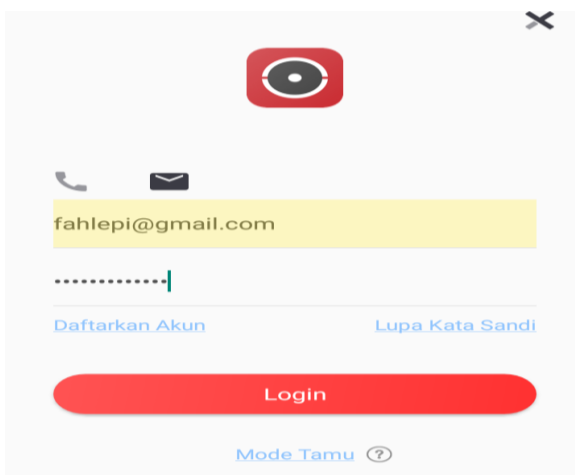 fahlepi@gmail.com
•••••••••••••
Daftarkan Akun Lupa Kata Sandi
Login
Mode Tamu ?